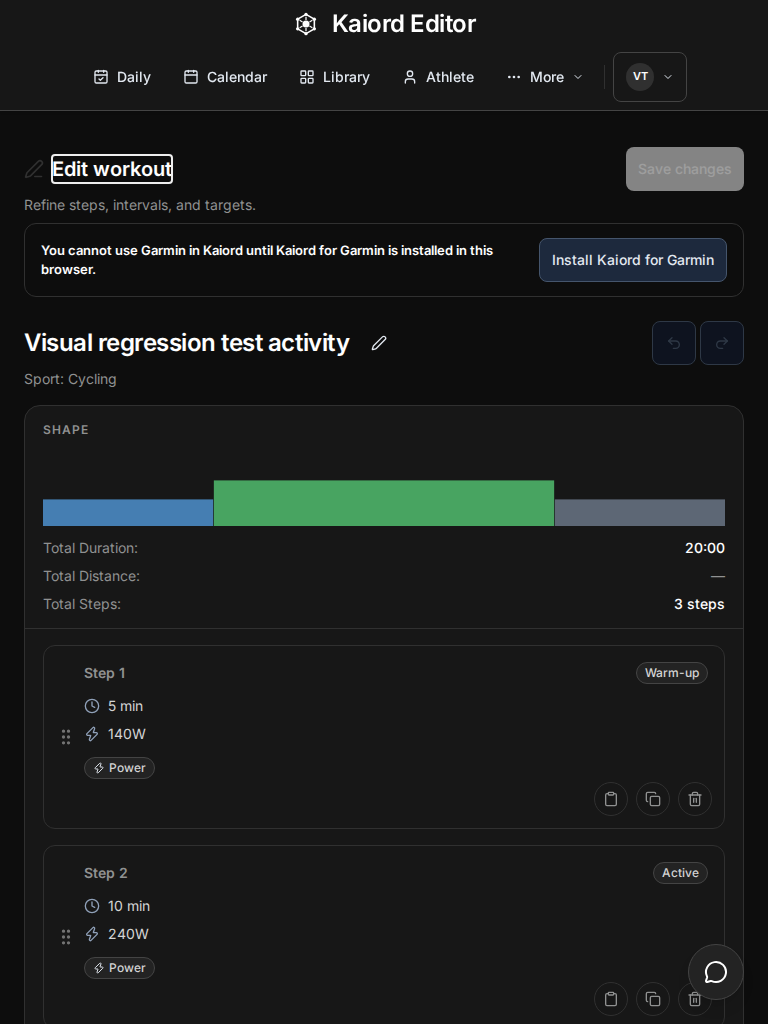 Kaiord Editor
Daily
Calendar
Library
Athlete
More
VT
Edit workout
Save changes
Refine steps, intervals, and targets.
You cannot use Garmin in Kaiord until Kaiord for Garmin is installed in this
browser.
Install Kaiord for Garmin
Visual regression test activity
Sport: Cycling
SHAPE
Total Duration:
20:00
Total Distance:
—
Total Steps:
3 steps
Step 1
Warm-up
5 min
140W
Power
Step 2
Active
10 min
240W
Power